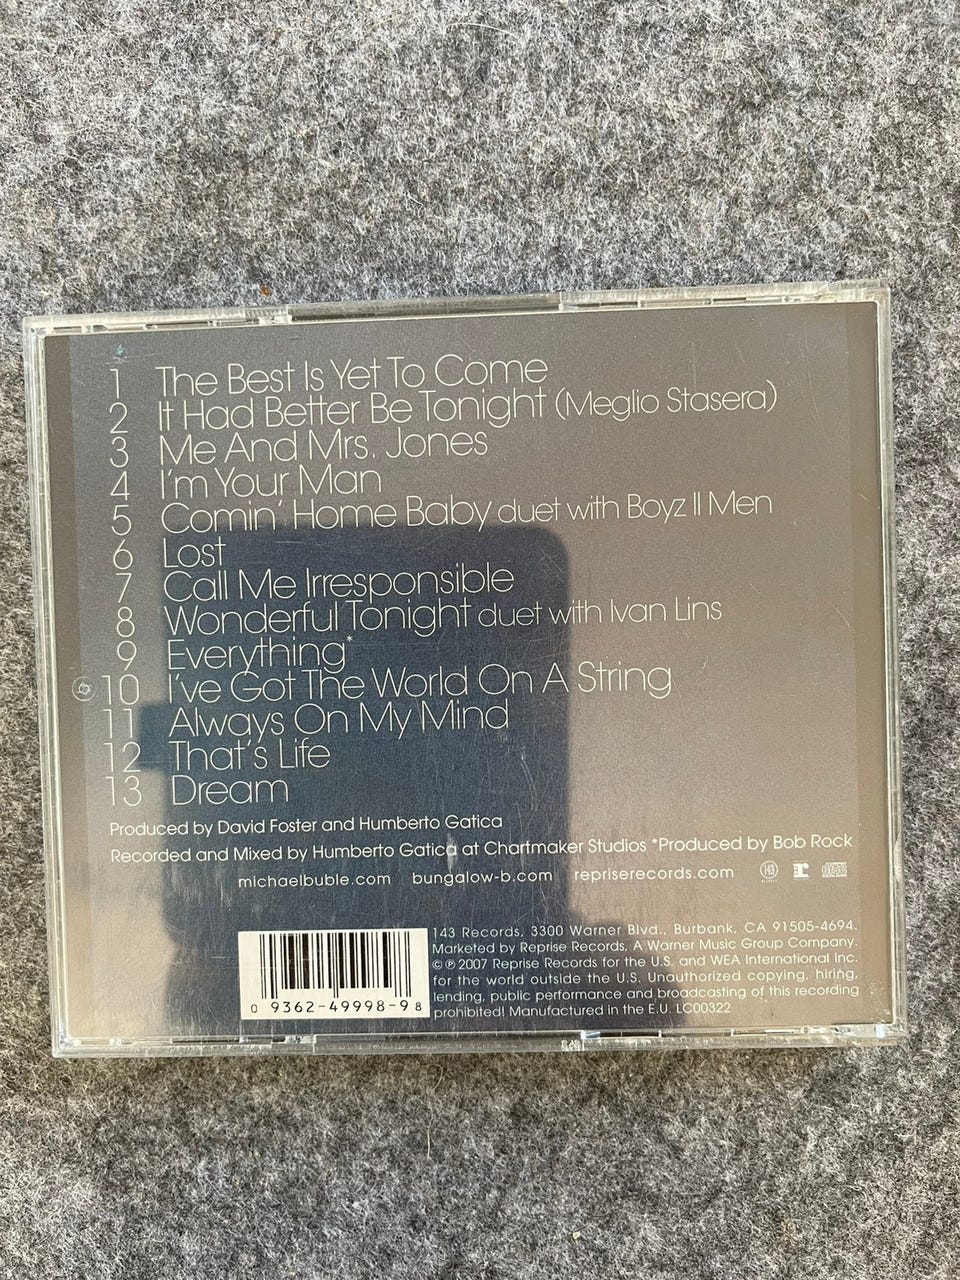 1 The Best Is Yet To Come
2 It Had Better Be Tonight (Meglio Stasera)
3 Me And Mrs. Jones
4 I'm Your Man
5 Comin' Home Baby duet with Boyz II Men
6 Lost
7 Call Me Irresponsible
8 Wonderful Tonight duet with Ivan Lins
9 Everything*
10 I've Got The World On A String
11 Always On My Mind
12 That's Life
13 Dream
Produced by David Foster and Humberto Gatica
Recorded and Mixed by Humberto Gatica at Chartmaker Studios *Produced by Bob Rock
michaelbuble.com bungalow-b.com repriserecords.com
143 Records, 3300 Warner Blvd., Burbank, CA 91505-4694.
Marketed by Reprise Records, A Warner Music Group Company.
© ℗ 2007 Reprise Records for the U.S. and WEA International Inc.
for the world outside the U.S. Unauthorized copying, hiring,
lending, public performance and broadcasting of this recording
prohibited! Manufactured in the E.U. LC00322
0 9362-49998-9 8